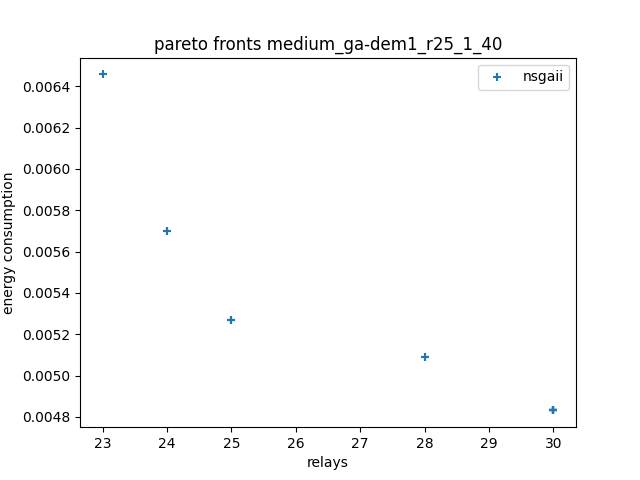 pareto fronts medium_ga-dem1_r25_1_40
nsgaii
0.0064
0.0062
0.0060
0.0058
0.0056
0.0054
0.0052
0.0050
0.0048
energy consumption
23 24 25 26 27 28 29 30
relays